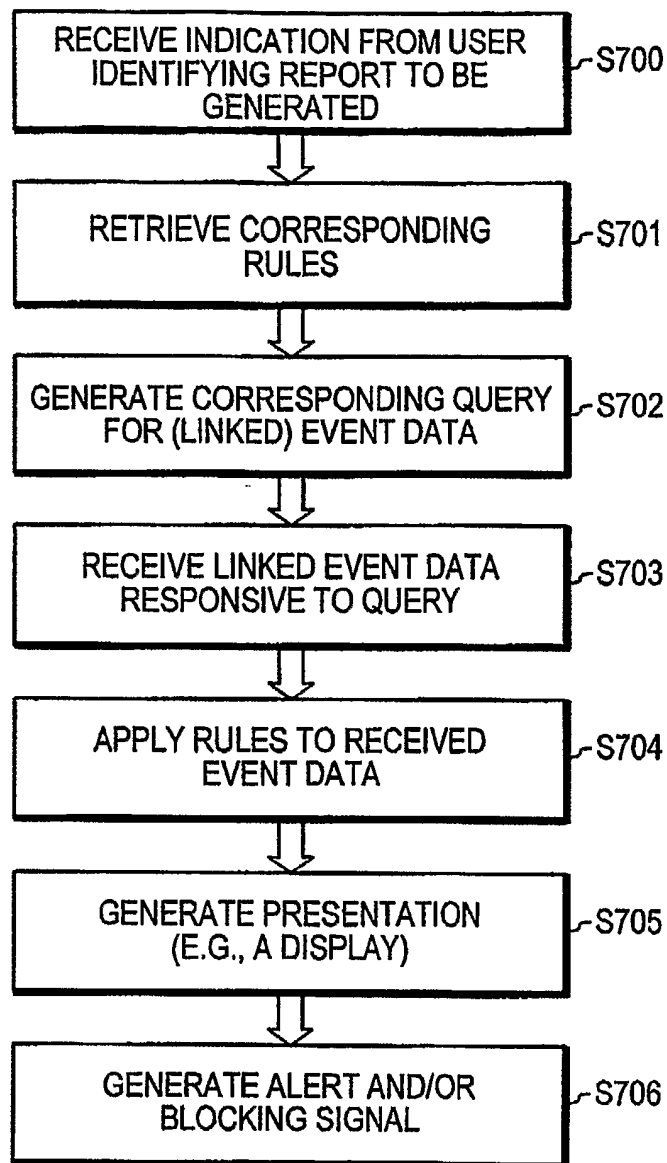 RECEIVE INDICATION FROM USER
IDENTIFYING REPORT TO BE
GENERATED
S700
RETRIEVE CORRESPONDING
RULES
S701
GENERATE CORRESPONDING QUERY
FOR (LINKED) EVENT DATA
S702
RECEIVE LINKED EVENT DATA
RESPONSIVE TO QUERY
S703
APPLY RULES TO RECEIVED
EVENT DATA
S704
GENERATE PRESENTATION
(E.G., A DISPLAY)
S705
GENERATE ALERT AND/OR
BLOCKING SIGNAL
S706